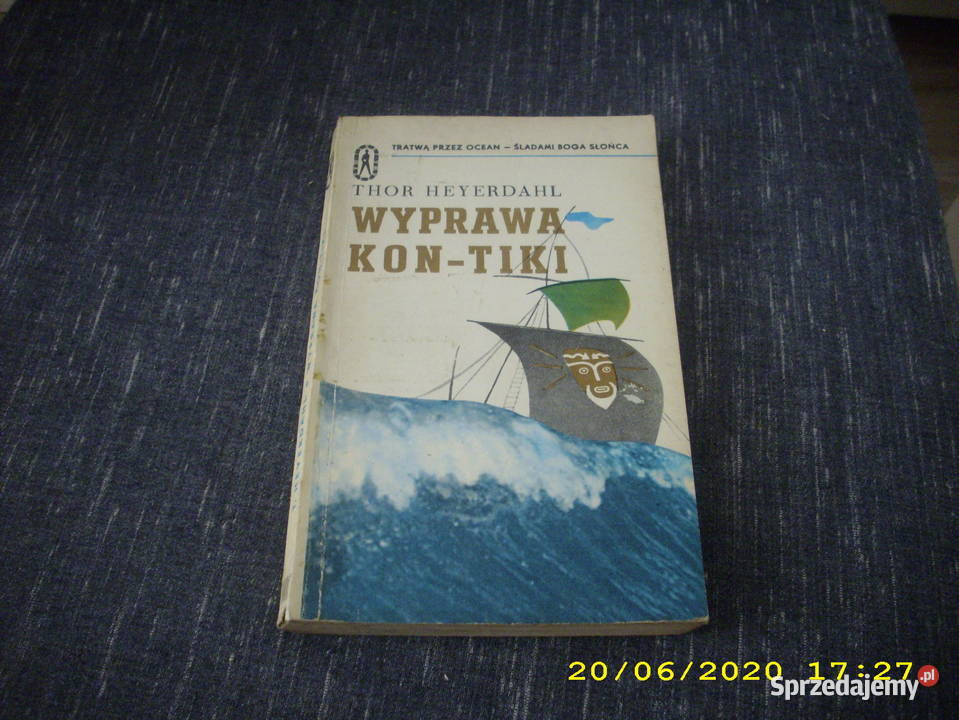 TRATWĄ PRZEZ OCEAN – ŚLADAMI BOGA SŁOŃCA
THOR HEYERDAHL
WYPRAWA
KON-TIKI
20/06/2020 17:27
Sprzedajemy.pl